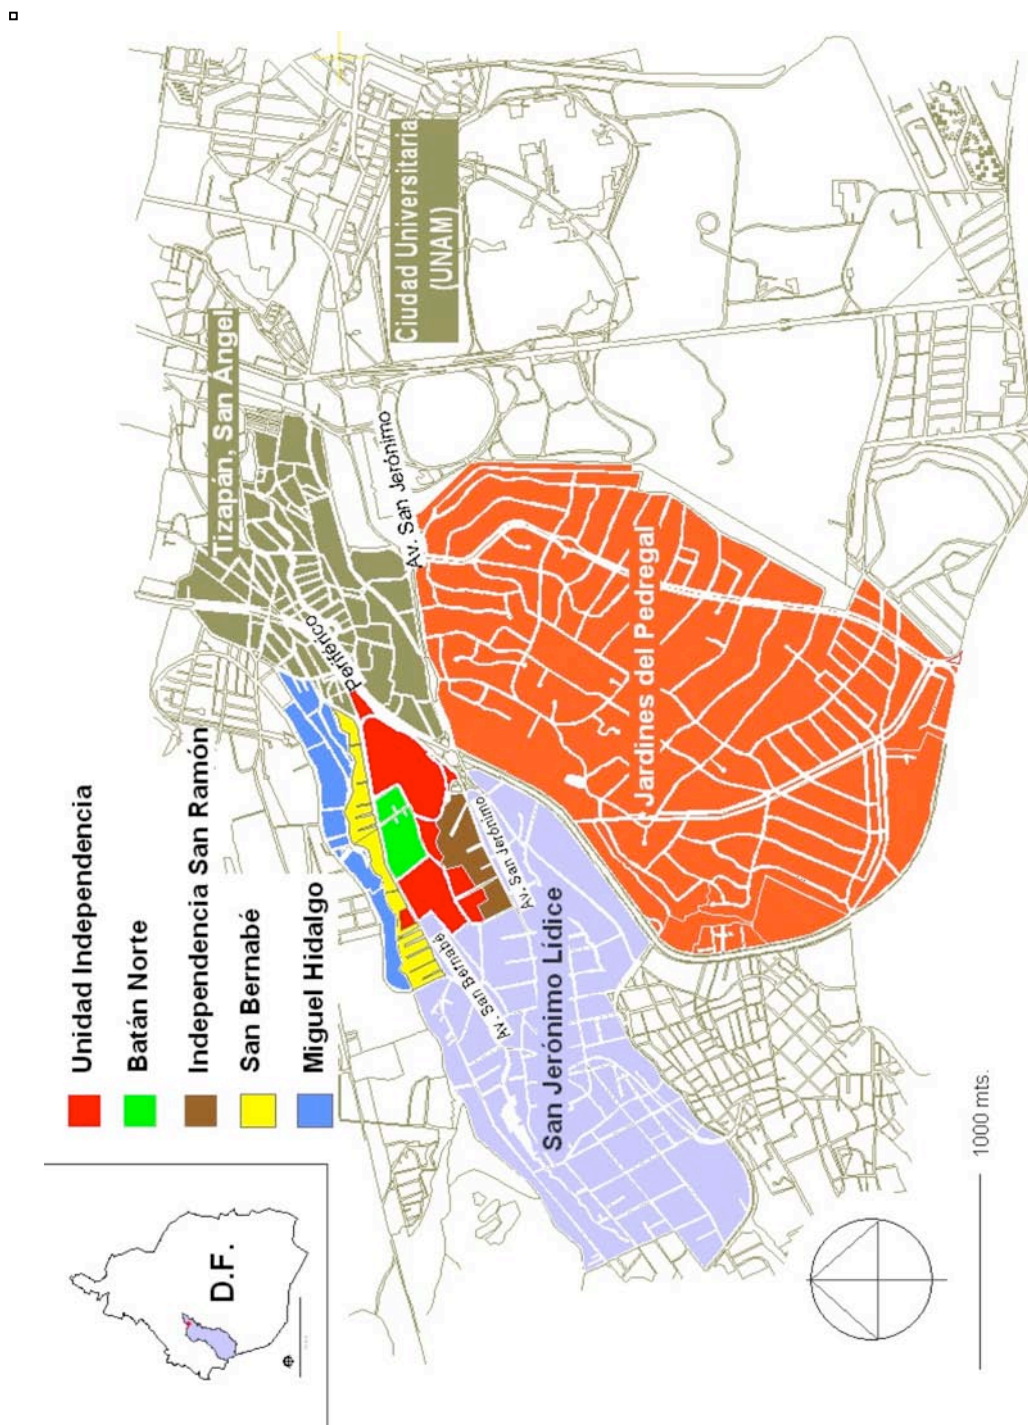 Unidad Independencia
Batán Norte
Independencia San Ramón
San Bernabé
Miguel Hidalgo
D.F.
Tizapán, San Angel
Ciudad Universitaria
(UNAM)
Periférico
Av. San Jerónimo
Jardines del Pedregal
Av. San Jerónimo
Av. San Bernabé
San Jerónimo Lídice
1000 mts.